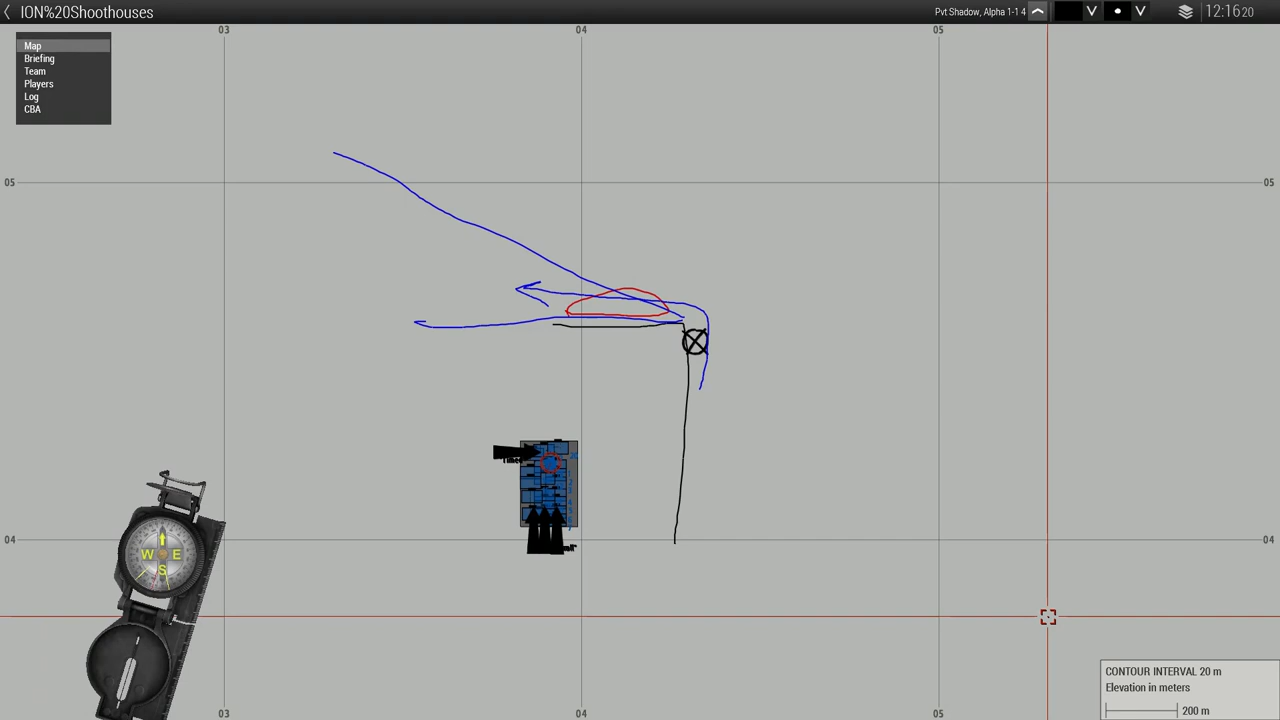 ION%20Shoothouses
Pvt Shadow, Alpha 1-1 4
12:16 20
Map
Briefing
Team
Players
Log
CBA
03 04 05
05 05
04 04
W E
S
03 04 05
CONTOUR INTERVAL 20 m
Elevation in meters
200 m